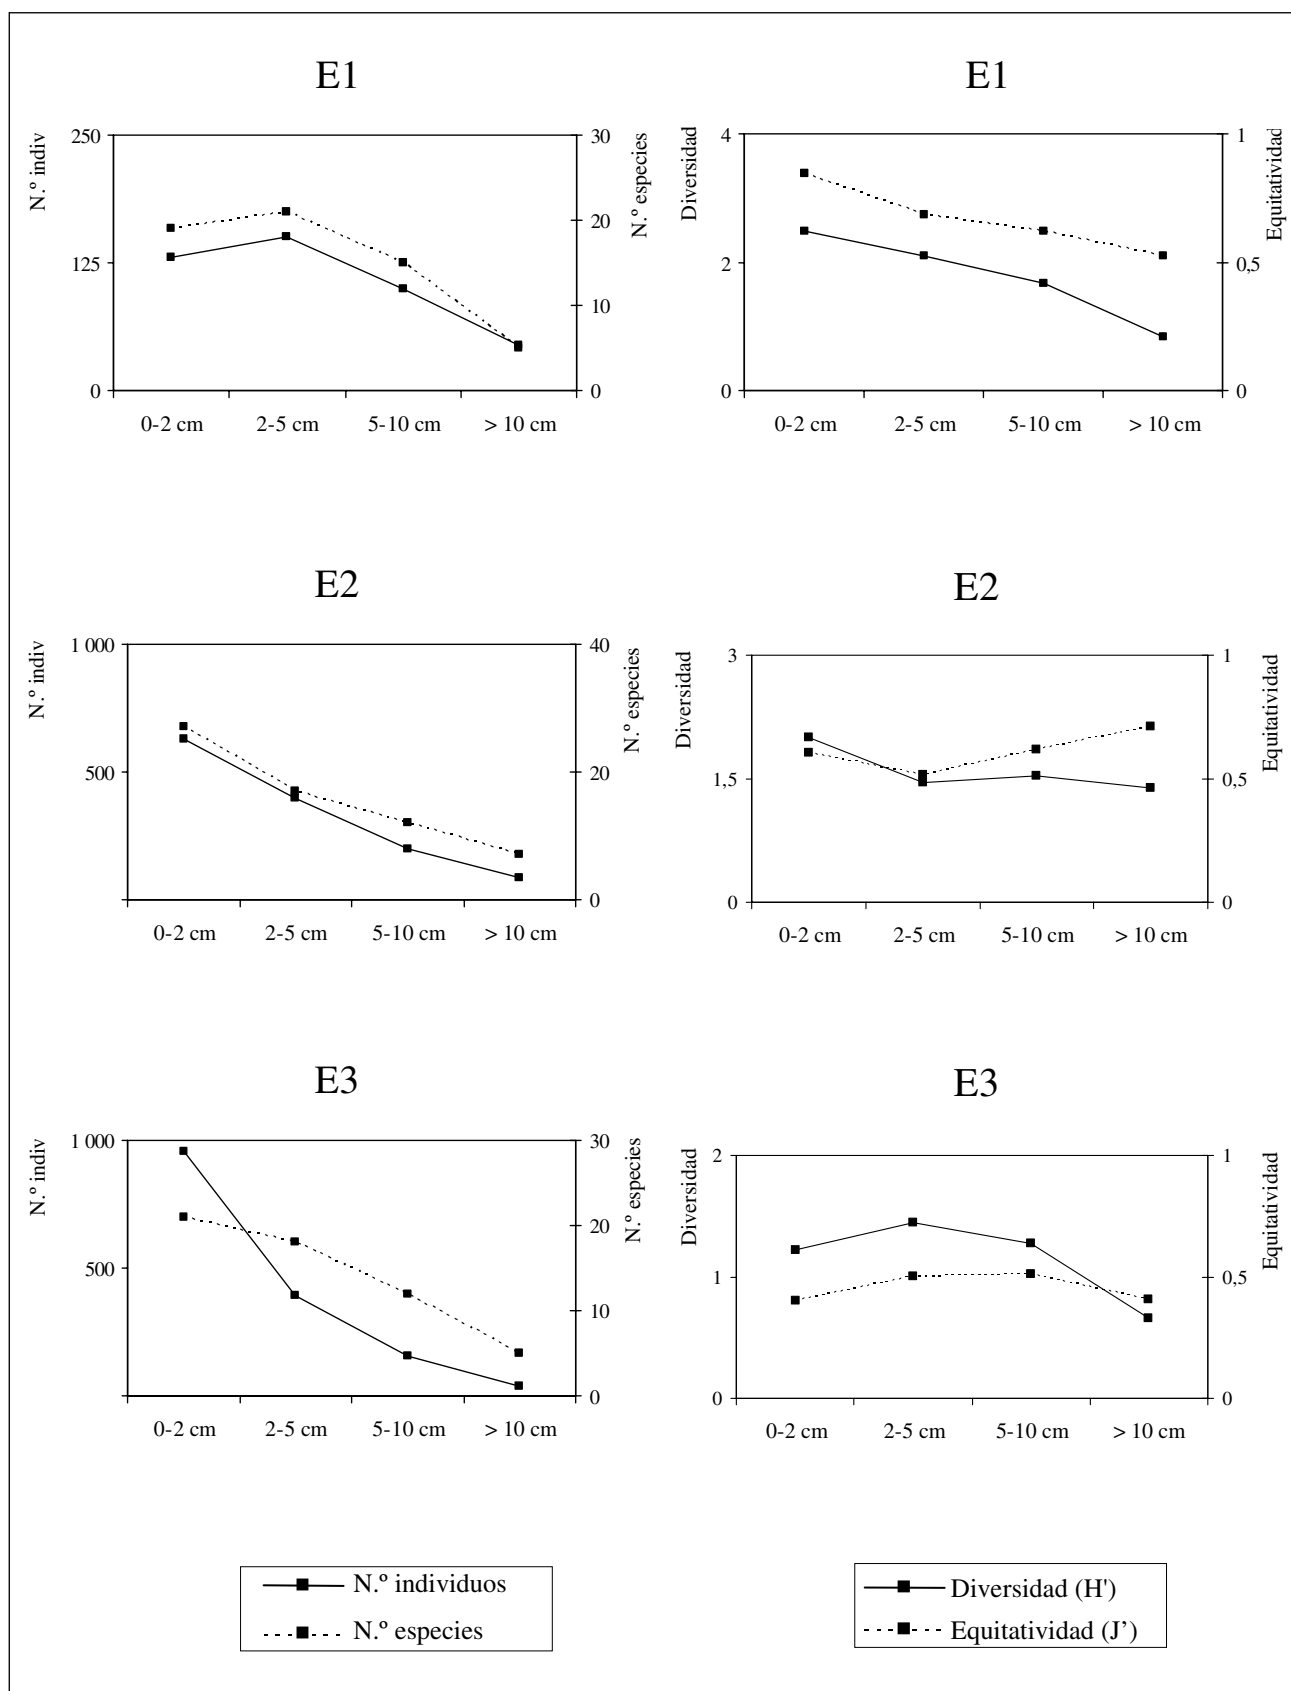 E1
N.º indiv
N.º especies
250
125
0
30
20
10
0
0-2 cm 2-5 cm 5-10 cm > 10 cm
E1
Diversidad
Equitatividad
4
2
0
1
0,5
0
0-2 cm 2-5 cm 5-10 cm > 10 cm
E2
N.º indiv
N.º especies
1 000
500
40
20
0
0-2 cm 2-5 cm 5-10 cm > 10 cm
E2
Diversidad
Equitatividad
3
1,5
0
1
0,5
0
0-2 cm 2-5 cm 5-10 cm > 10 cm
E3
N.º indiv
N.º especies
1 000
500
30
20
10
0
0-2 cm 2-5 cm 5-10 cm > 10 cm
E3
Diversidad
Equitatividad
2
1
0
1
0,5
0
0-2 cm 2-5 cm 5-10 cm > 10 cm
N.º individuos
N.º especies
Diversidad (H')
Equitatividad (J’)